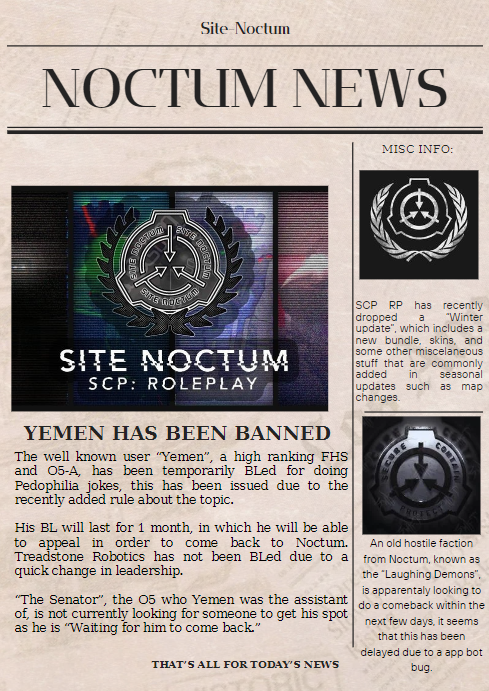 Site-Noctum
NOCTUM NEWS
SITE NOCTUM
SITE NOCTUM
SITE NOCTUM
SITE NOCTUM
SCP: ROLEPLAY
YEMEN HAS BEEN BANNED
The well known user “Yemen”, a high ranking FHS
and O5-A, has been temporarily BLed for doing
Pedophilia jokes, this has been issued due to the
recently added rule about the topic.
His BL will last for 1 month, in which he will be able
to appeal in order to come back to Noctum.
Treadstone Robotics has not been BLed due to a
quick change in leadership.
“The Senator”, the O5 who Yemen was the assistant
of, is not currently looking for someone to get his spot
as he is “Waiting for him to come back.”
THAT’S ALL FOR TODAY’S NEWS
MISC INFO:
SCP RP has recently
dropped a “Winter
update”, which includes a
new bundle, skins, and
some other miscelaneous
stuff that are commonly
added in seasonal
updates such as map
changes.
SECURE CONTAIN
PROTECT
An old hostile faction
from Noctum, known as
the “Laughing Demons”,
is apparentaly looking to
do a comeback within the
next few days, it seems
that this has been
delayed due to a app bot
bug.